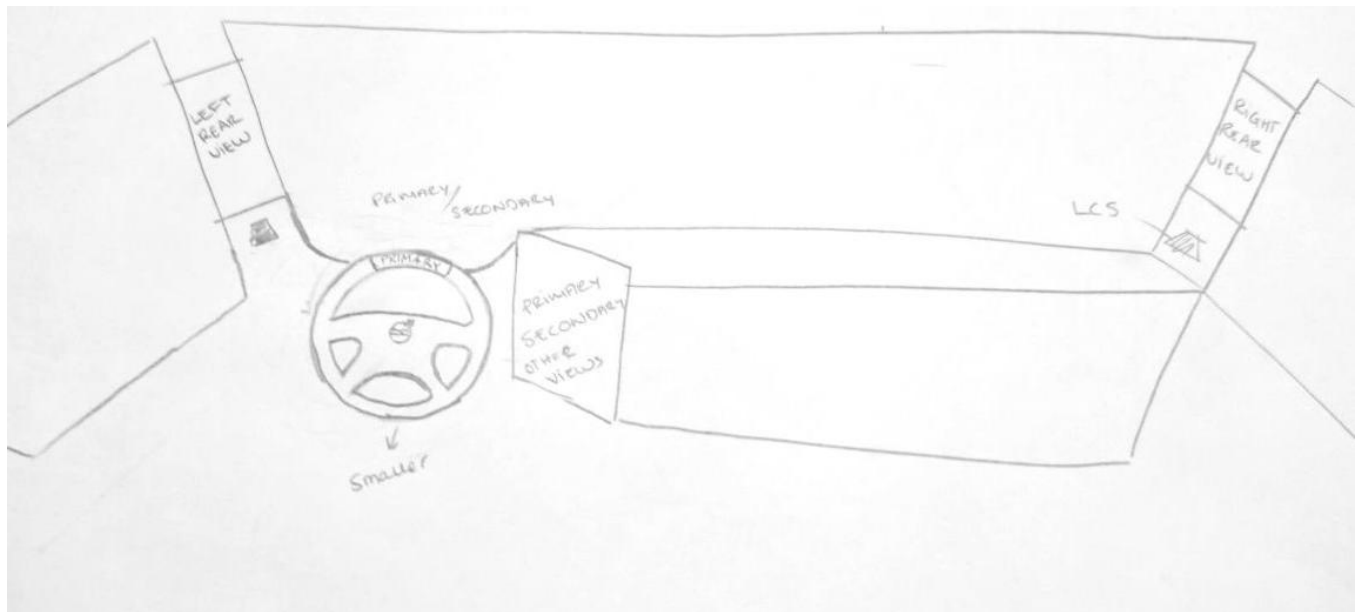 LEFT
REAR
VIEW
RIGHT
REAR
VIEW
PRIMARY/
SECONDARY
LCS
PRIMARY
PRIMARY
SECONDARY
OTHER
VIEWS
Smaller